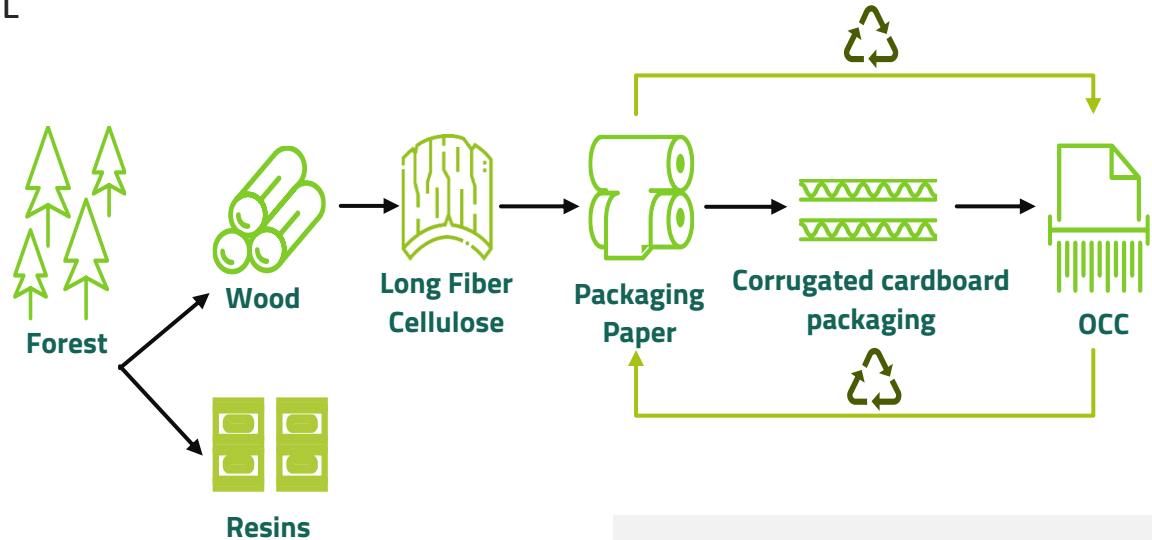 L
Forest
Wood
Long Fiber
Cellulose
Packaging
Paper
Corrugated cardboard
packaging
OCC
Resins